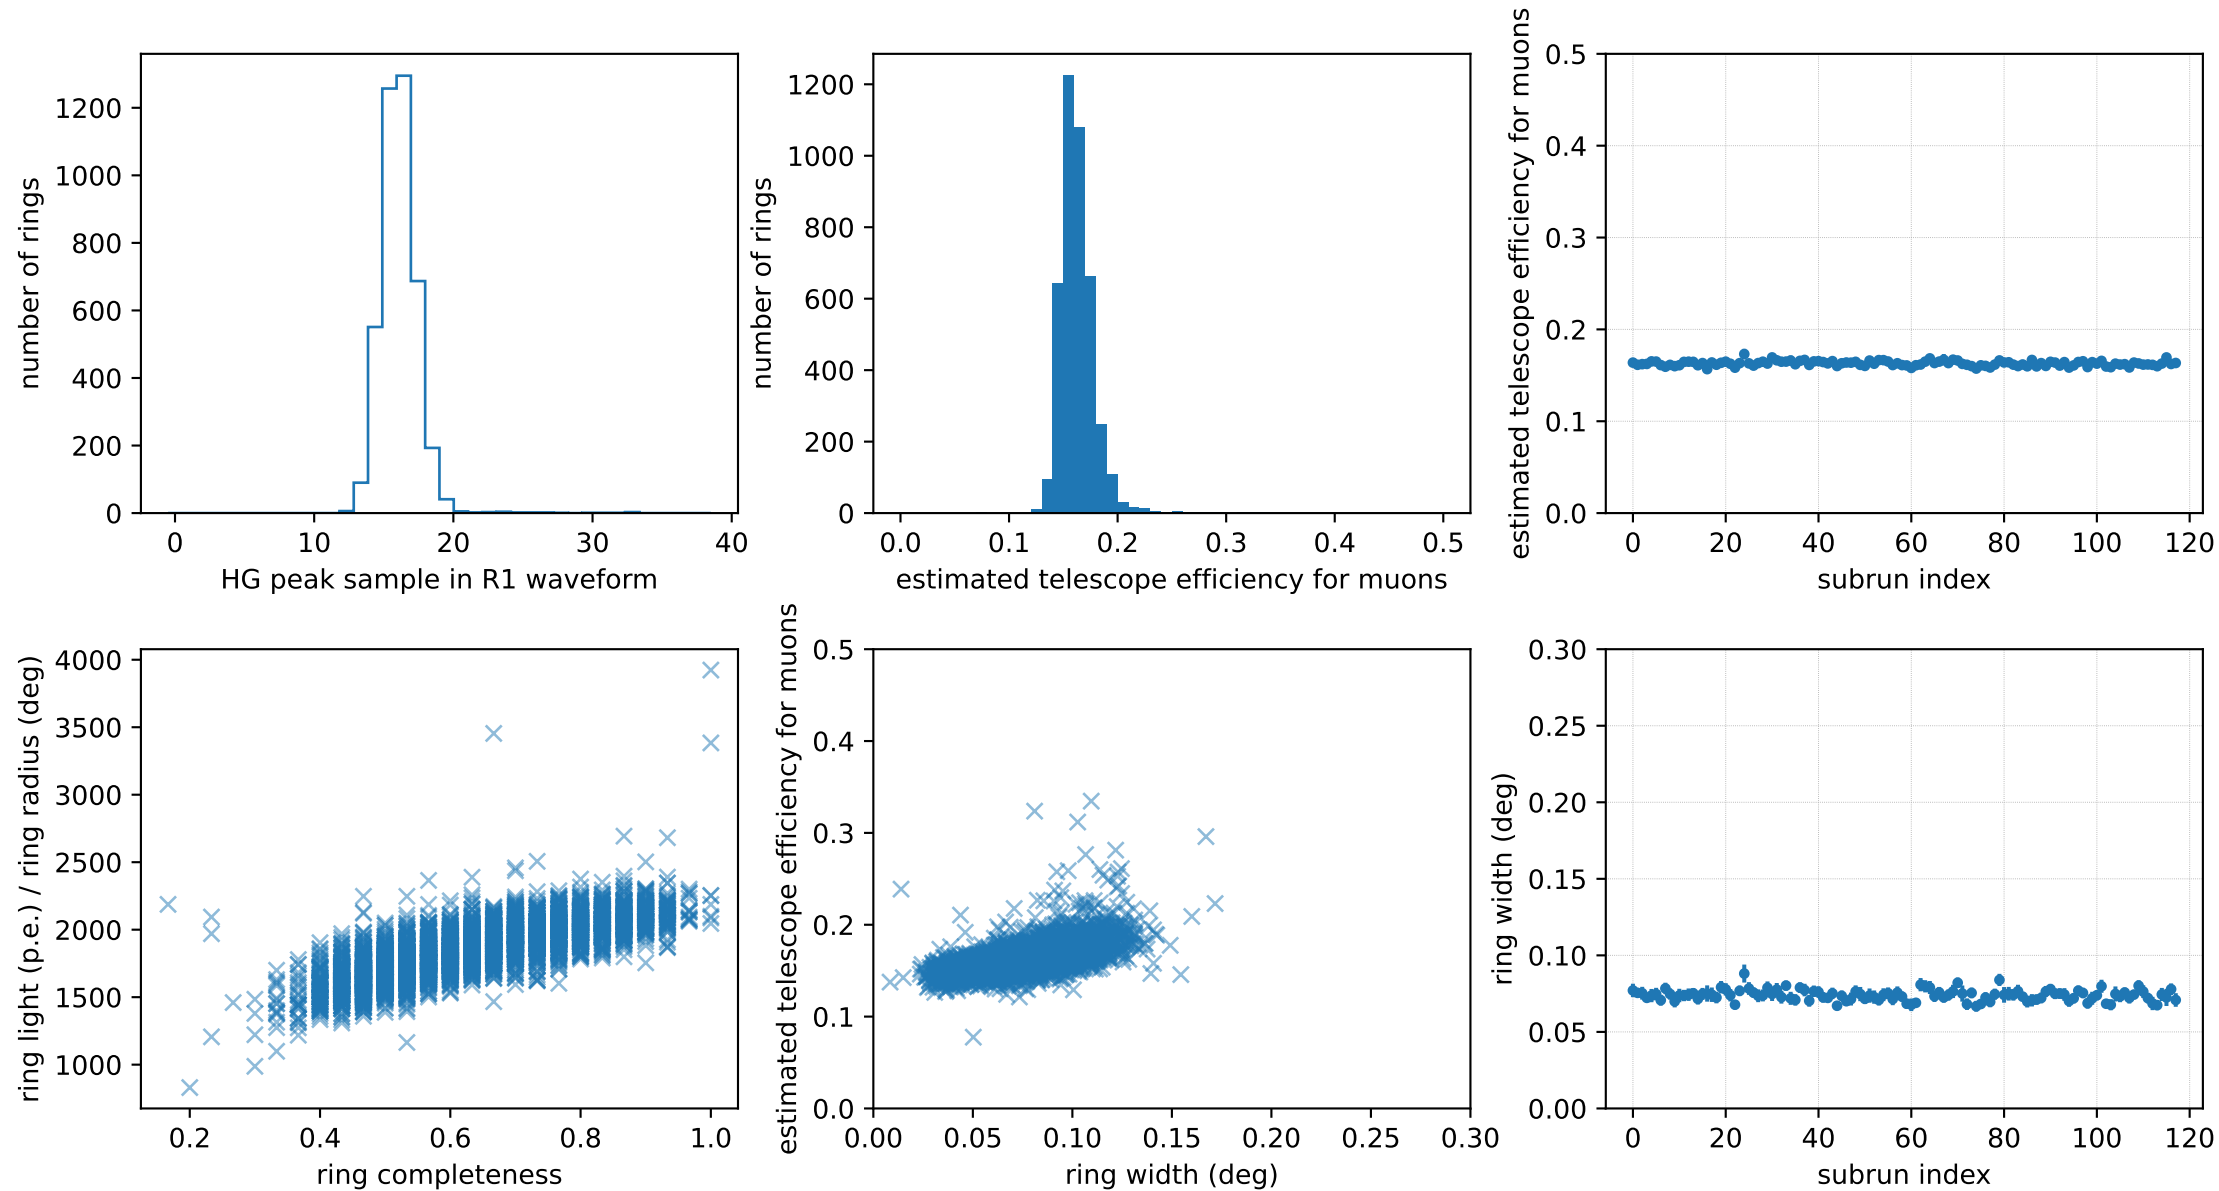 number of rings
1200
1000
800
600
400
200
0
0 10 20 30 40
HG peak sample in R1 waveform
number of rings
1200
1000
800
600
400
200
0
0.0 0.1 0.2 0.3 0.4 0.5
estimated telescope efficiency for muons
estimated telescope efficiency for muons
0.5
0.4
0.3
0.2
0.1
0.0
0 20 40 60 80 100 120
subrun index
ring light (p.e.) / ring radius (deg)
4000
3500
3000
2500
2000
1500
1000
0.2 0.4 0.6 0.8 1.0
ring completeness
estimated telescope efficiency for muons
0.5
0.4
0.3
0.2
0.1
0.0
0.00 0.05 0.10 0.15 0.20 0.25 0.30
ring width (deg)
ring width (deg)
0.30
0.25
0.20
0.15
0.10
0.05
0.00
0 20 40 60 80 100 120
subrun index